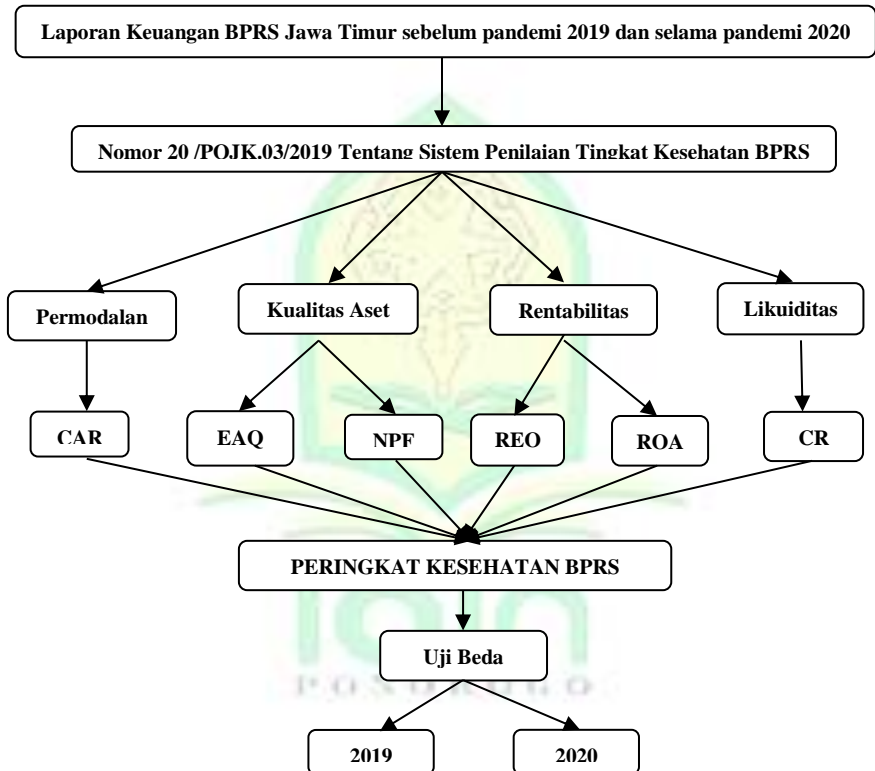 Laporan Keuangan BPRS Jawa Timur sebelum pandemi 2019 dan selama pandemi 2020
Nomor 20 /POJK.03/2019 Tentang Sistem Penilaian Tingkat Kesehatan BPRS
Permodalan
Kualitas Aset
Rentabilitas
Likuiditas
CAR
EAQ
NPF
REO
ROA
CR
PERINGKAT KESEHATAN BPRS
iain
Uji Beda
PONOROGO
2019
2020